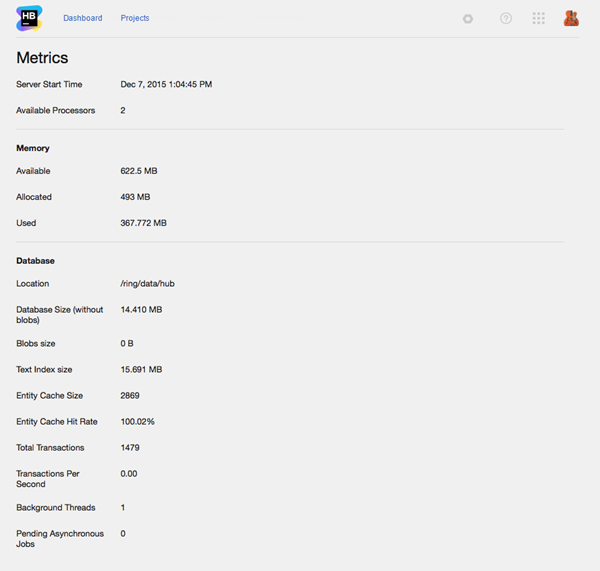 HB
Dashboard Projects
?
Metrics
Server Start Time Dec 7, 2015 1:04:45 PM
Available Processors 2
Memory
Available 622.5 MB
Allocated 493 MB
Used 367.772 MB
Database
Location /ring/data/hub
Database Size (without 14.410 MB
blobs)
Blobs size 0 B
Text Index size 15.691 MB
Entity Cache Size 2869
Entity Cache Hit Rate 100.02%
Total Transactions 1479
Transactions Per 0.00
Second
Background Threads 1
Pending Asynchronous 0
Jobs